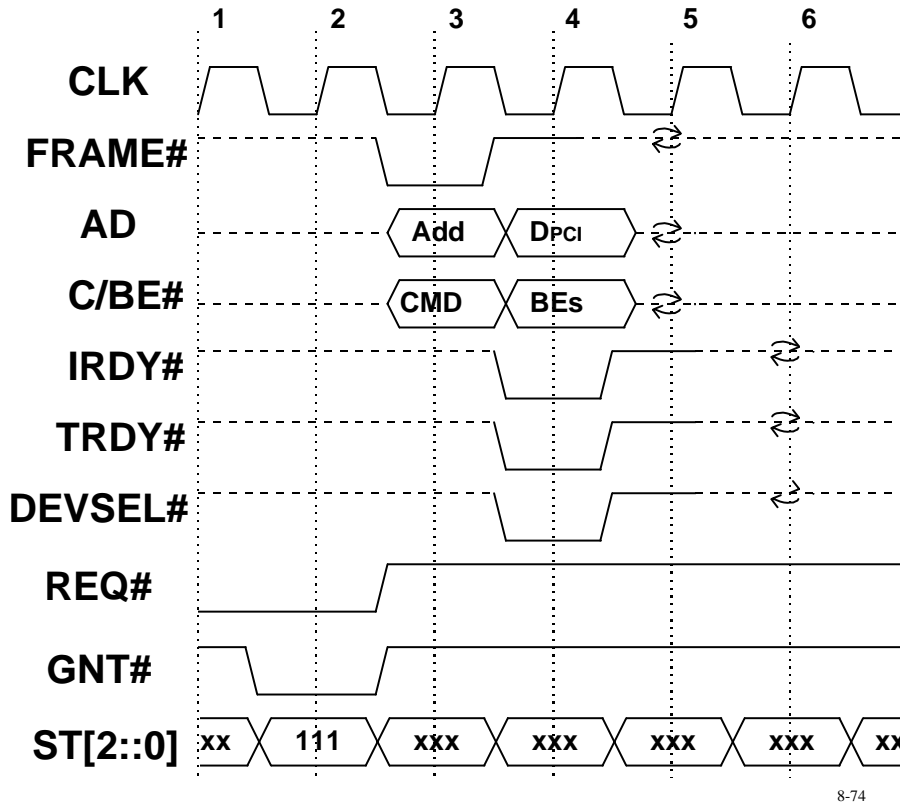 1 2 3 4 5 6
CLK
FRAME#
AD Add DPCI
C/BE# CMD BEs
IRDY#
TRDY#
DEVSEL#
REQ#
GNT#
ST[2::0] xx 111 xxx xxx xxx xxx xx
8-74